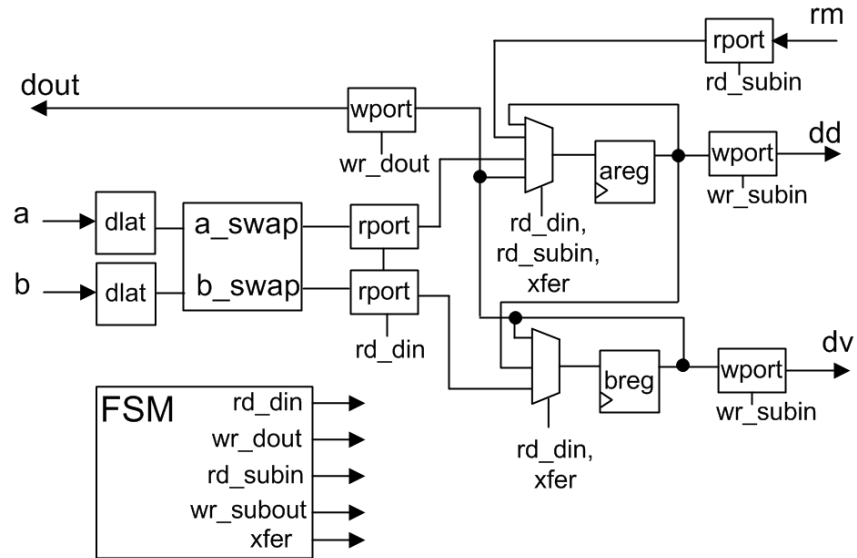 rm
rport
rd_subin
dout
wport
wr_dout
areg
wport
dd
wr_subin
rd_din,
rd_subin,
xfer
a
dlat
a_swap
rport
b
dlat
b_swap
rport
rd_din
breg
wport
dv
wr_subin
rd_din,
xfer
FSM
rd_din
wr_dout
rd_subin
wr_subout
xfer